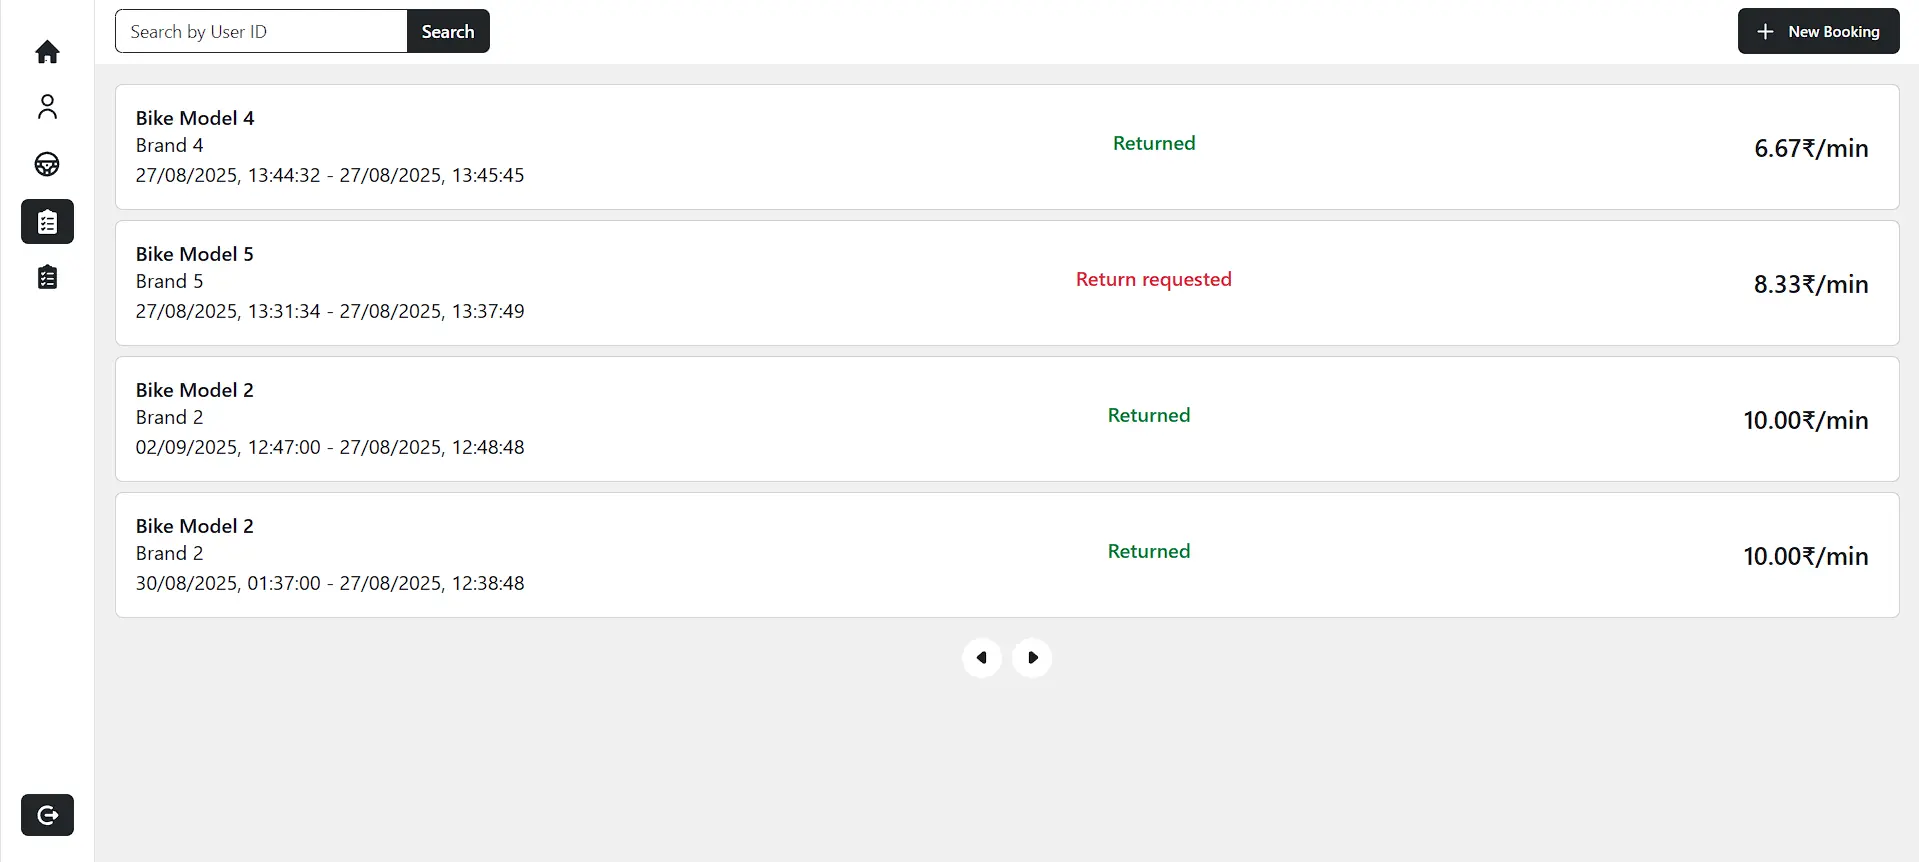 Search by User ID
Search
New Booking
Bike Model 4
Brand 4
27/08/2025, 13:44:32 - 27/08/2025, 13:45:45
Returned
6.67₹/min
Bike Model 5
Brand 5
27/08/2025, 13:31:34 - 27/08/2025, 13:37:49
Return requested
8.33₹/min
Bike Model 2
Brand 2
02/09/2025, 12:47:00 - 27/08/2025, 12:48:48
Returned
10.00₹/min
Bike Model 2
Brand 2
30/08/2025, 01:37:00 - 27/08/2025, 12:38:48
Returned
10.00₹/min